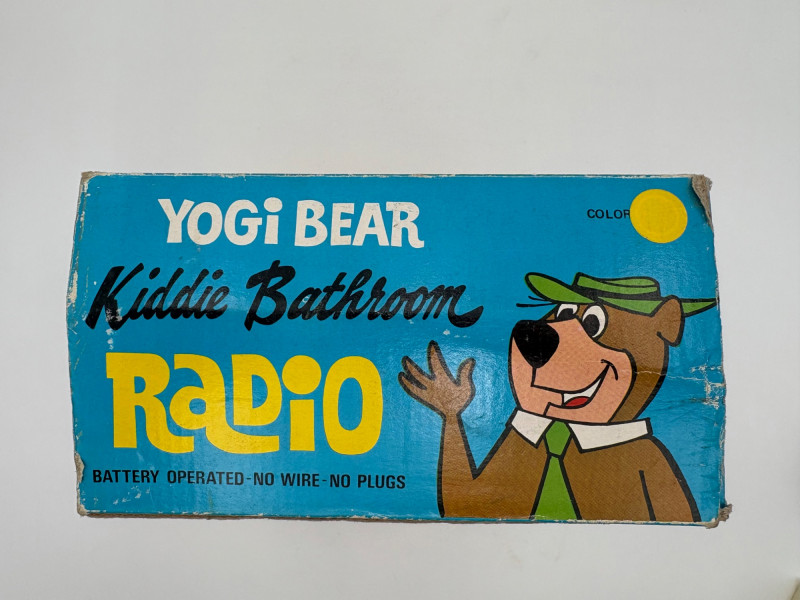 YOGi BEAR
COLOR
Kiddie Bathroom
RADiO
BATTERY OPERATED-NO WIRE-NO PLUGS